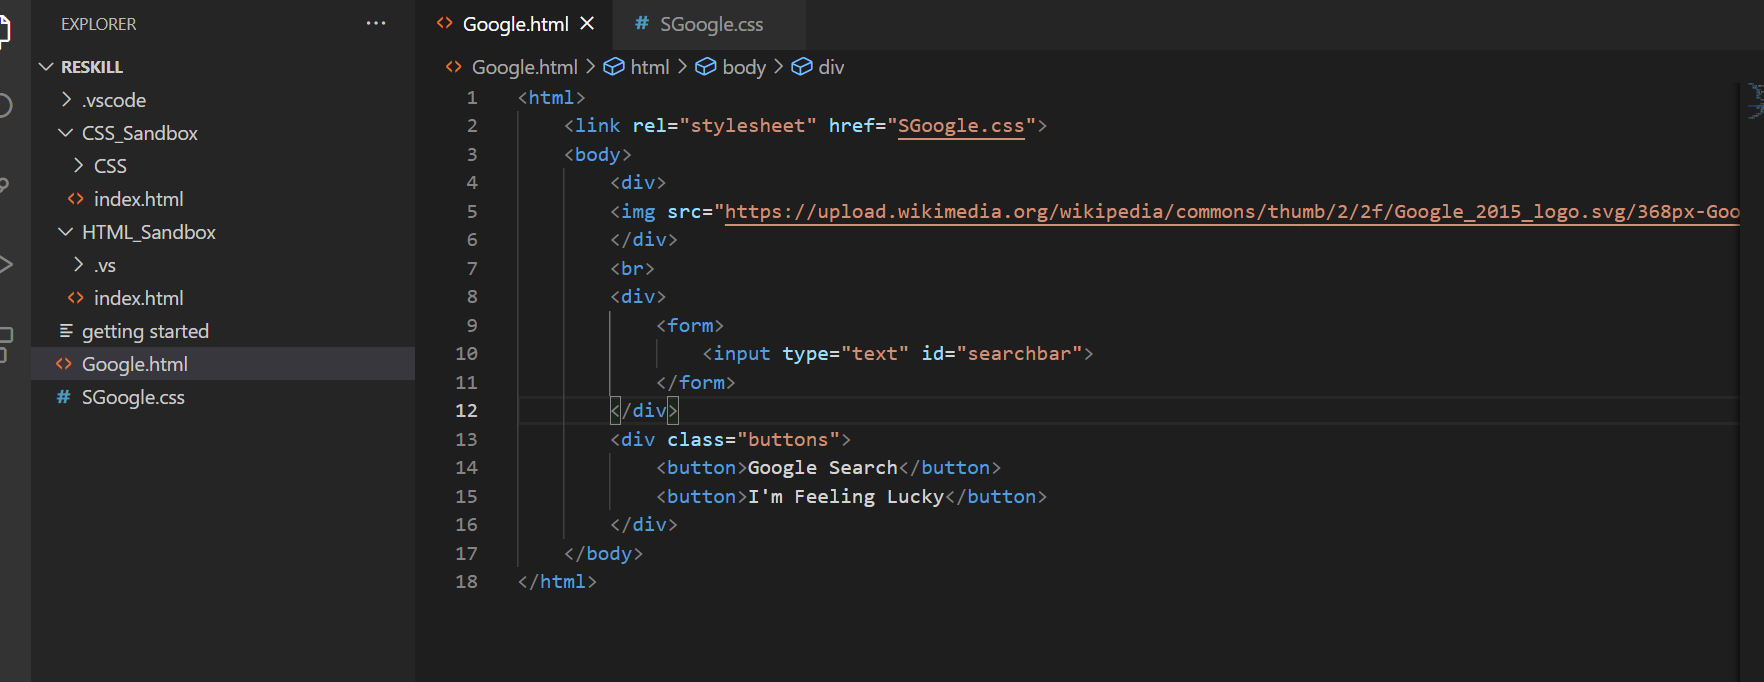 EXPLORER ···
RESKILL
.vscode
CSS_Sandbox
CSS
index.html
HTML_Sandbox
.vs
index.html
getting started
Google.html
SGoogle.css
Google.html SGoogle.css
Google.html > html > body > div
1 <html>
2 <link rel="stylesheet" href="SGoogle.css">
3 <body>
4 <div>
5 <img src="https://upload.wikimedia.org/wikipedia/commons/thumb/2/2f/Google_2015_logo.svg/368px-Goo
6 </div>
7 <br>
8 <div>
9 <form>
10 <input type="text" id="searchbar">
11 </form>
12 </div>
13 <div class="buttons">
14 <button>Google Search</button>
15 <button>I'm Feeling Lucky</button>
16 </div>
17 </body>
18 </html>